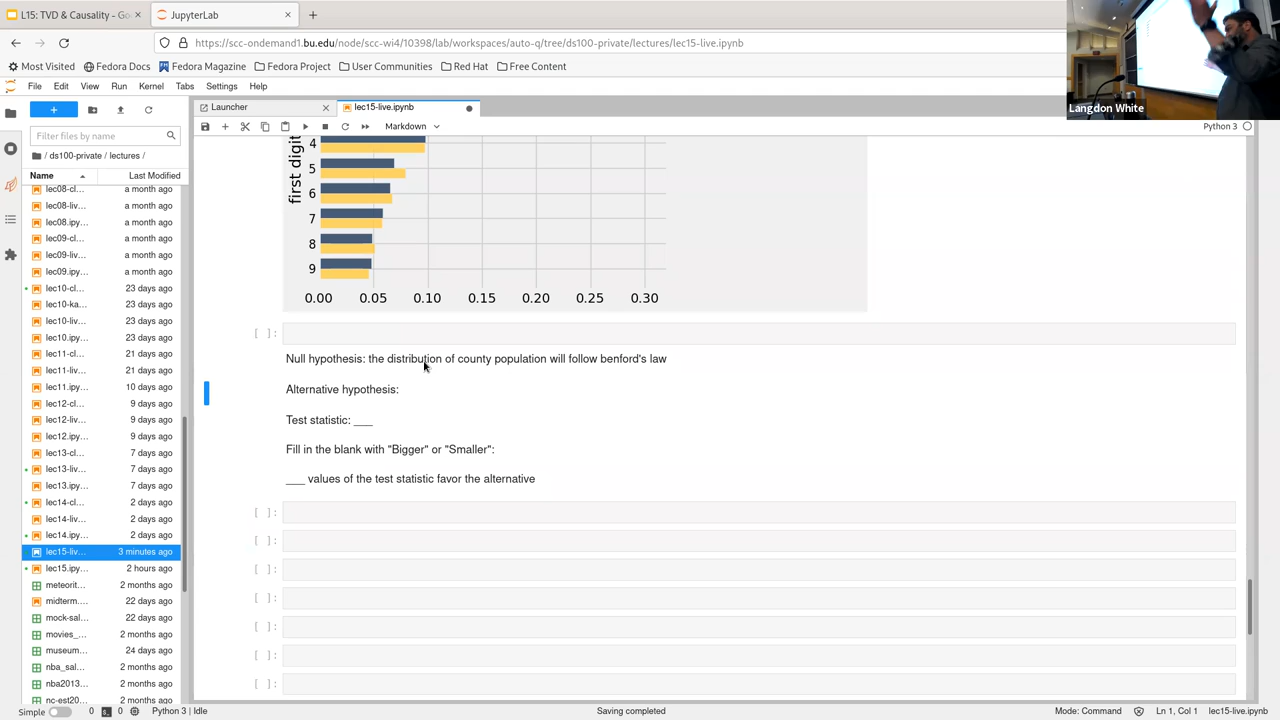 L15: TVD & Causality - Go
JupyterLab
https://scc-ondemand1.bu.edu/node/scc-wi4/10398/lab/workspaces/auto-q/tree/ds100-private/lectures/lec15-live.ipynb
Most Visited
Fedora Docs
Fedora Magazine
Fedora Project
User Communities
Red Hat
Free Content
Langdon White
File Edit View Run Kernel Tabs Settings Help
Launcher
lec15-live.ipynb
Markdown
Python 3
Filter files by name
/ ds100-private / lectures /
Name Last Modified
lec08-cl... a month ago
lec08-liv... a month ago
lec08.ipy... a month ago
lec09-cl... a month ago
lec09-liv... a month ago
lec09.ipy... a month ago
lec10-cl... 23 days ago
lec10-ka... 23 days ago
lec10-liv... 23 days ago
lec10.ipy... 23 days ago
lec11-cl... 21 days ago
lec11-liv... 21 days ago
lec11.ipy... 10 days ago
lec12-cl... 9 days ago
lec12-liv... 9 days ago
lec12.ipy... 9 days ago
lec13-cl... 7 days ago
lec13-liv... 7 days ago
lec13.ipy... 7 days ago
lec14-cl... 2 days ago
lec14-liv... 2 days ago
lec14.ipy... 2 days ago
lec15-liv... 3 minutes ago
lec15.ipy... 2 hours ago
meteorit... 2 months ago
midterm.... 22 days ago
mock-sal... 22 days ago
movies_... 2 months ago
museum... 24 days ago
nba_sal... 2 months ago
nba2013... 2 months ago
nc-est20... 2 months ago
first digit
4
5
6
7
8
9
0.00 0.05 0.10 0.15 0.20 0.25 0.30
[ ]:
Null hypothesis: the distribution of county population will follow benford's law
Alternative hypothesis:
Test statistic: ___
Fill in the blank with "Bigger" or "Smaller":
___ values of the test statistic favor the alternative
[ ]:
[ ]:
[ ]:
[ ]:
[ ]:
[ ]:
[ ]:
Simple 0 0 Python 3 | Idle Saving completed Mode: Command Ln 1, Col 1 lec15-live.ipynb